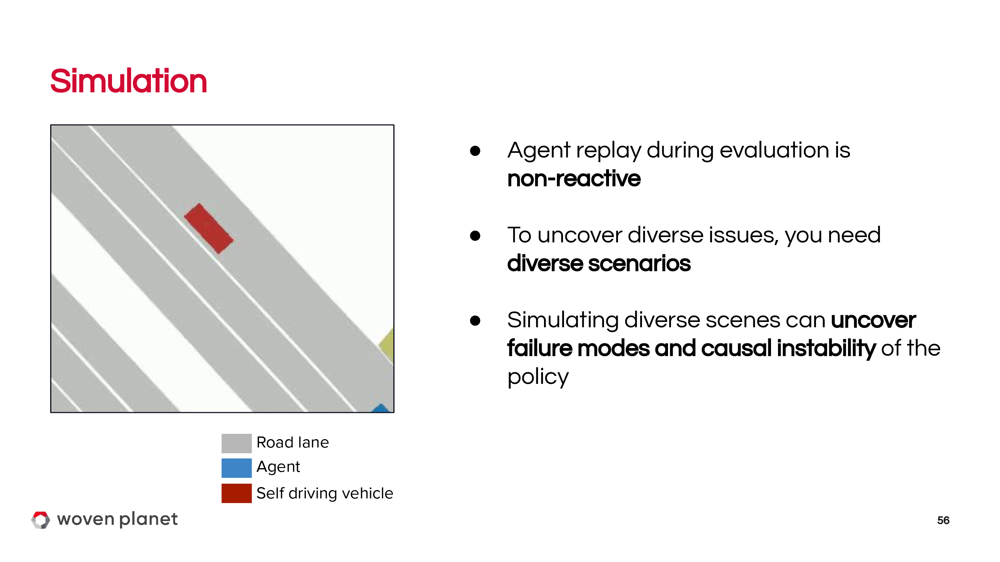 Simulation
● Agent replay during evaluation is
non-reactive
● To uncover diverse issues, you need
diverse scenarios
● Simulating diverse scenes can uncover
failure modes and causal instability of the
policy
Road lane
Agent
Self driving vehicle
woven planet
56